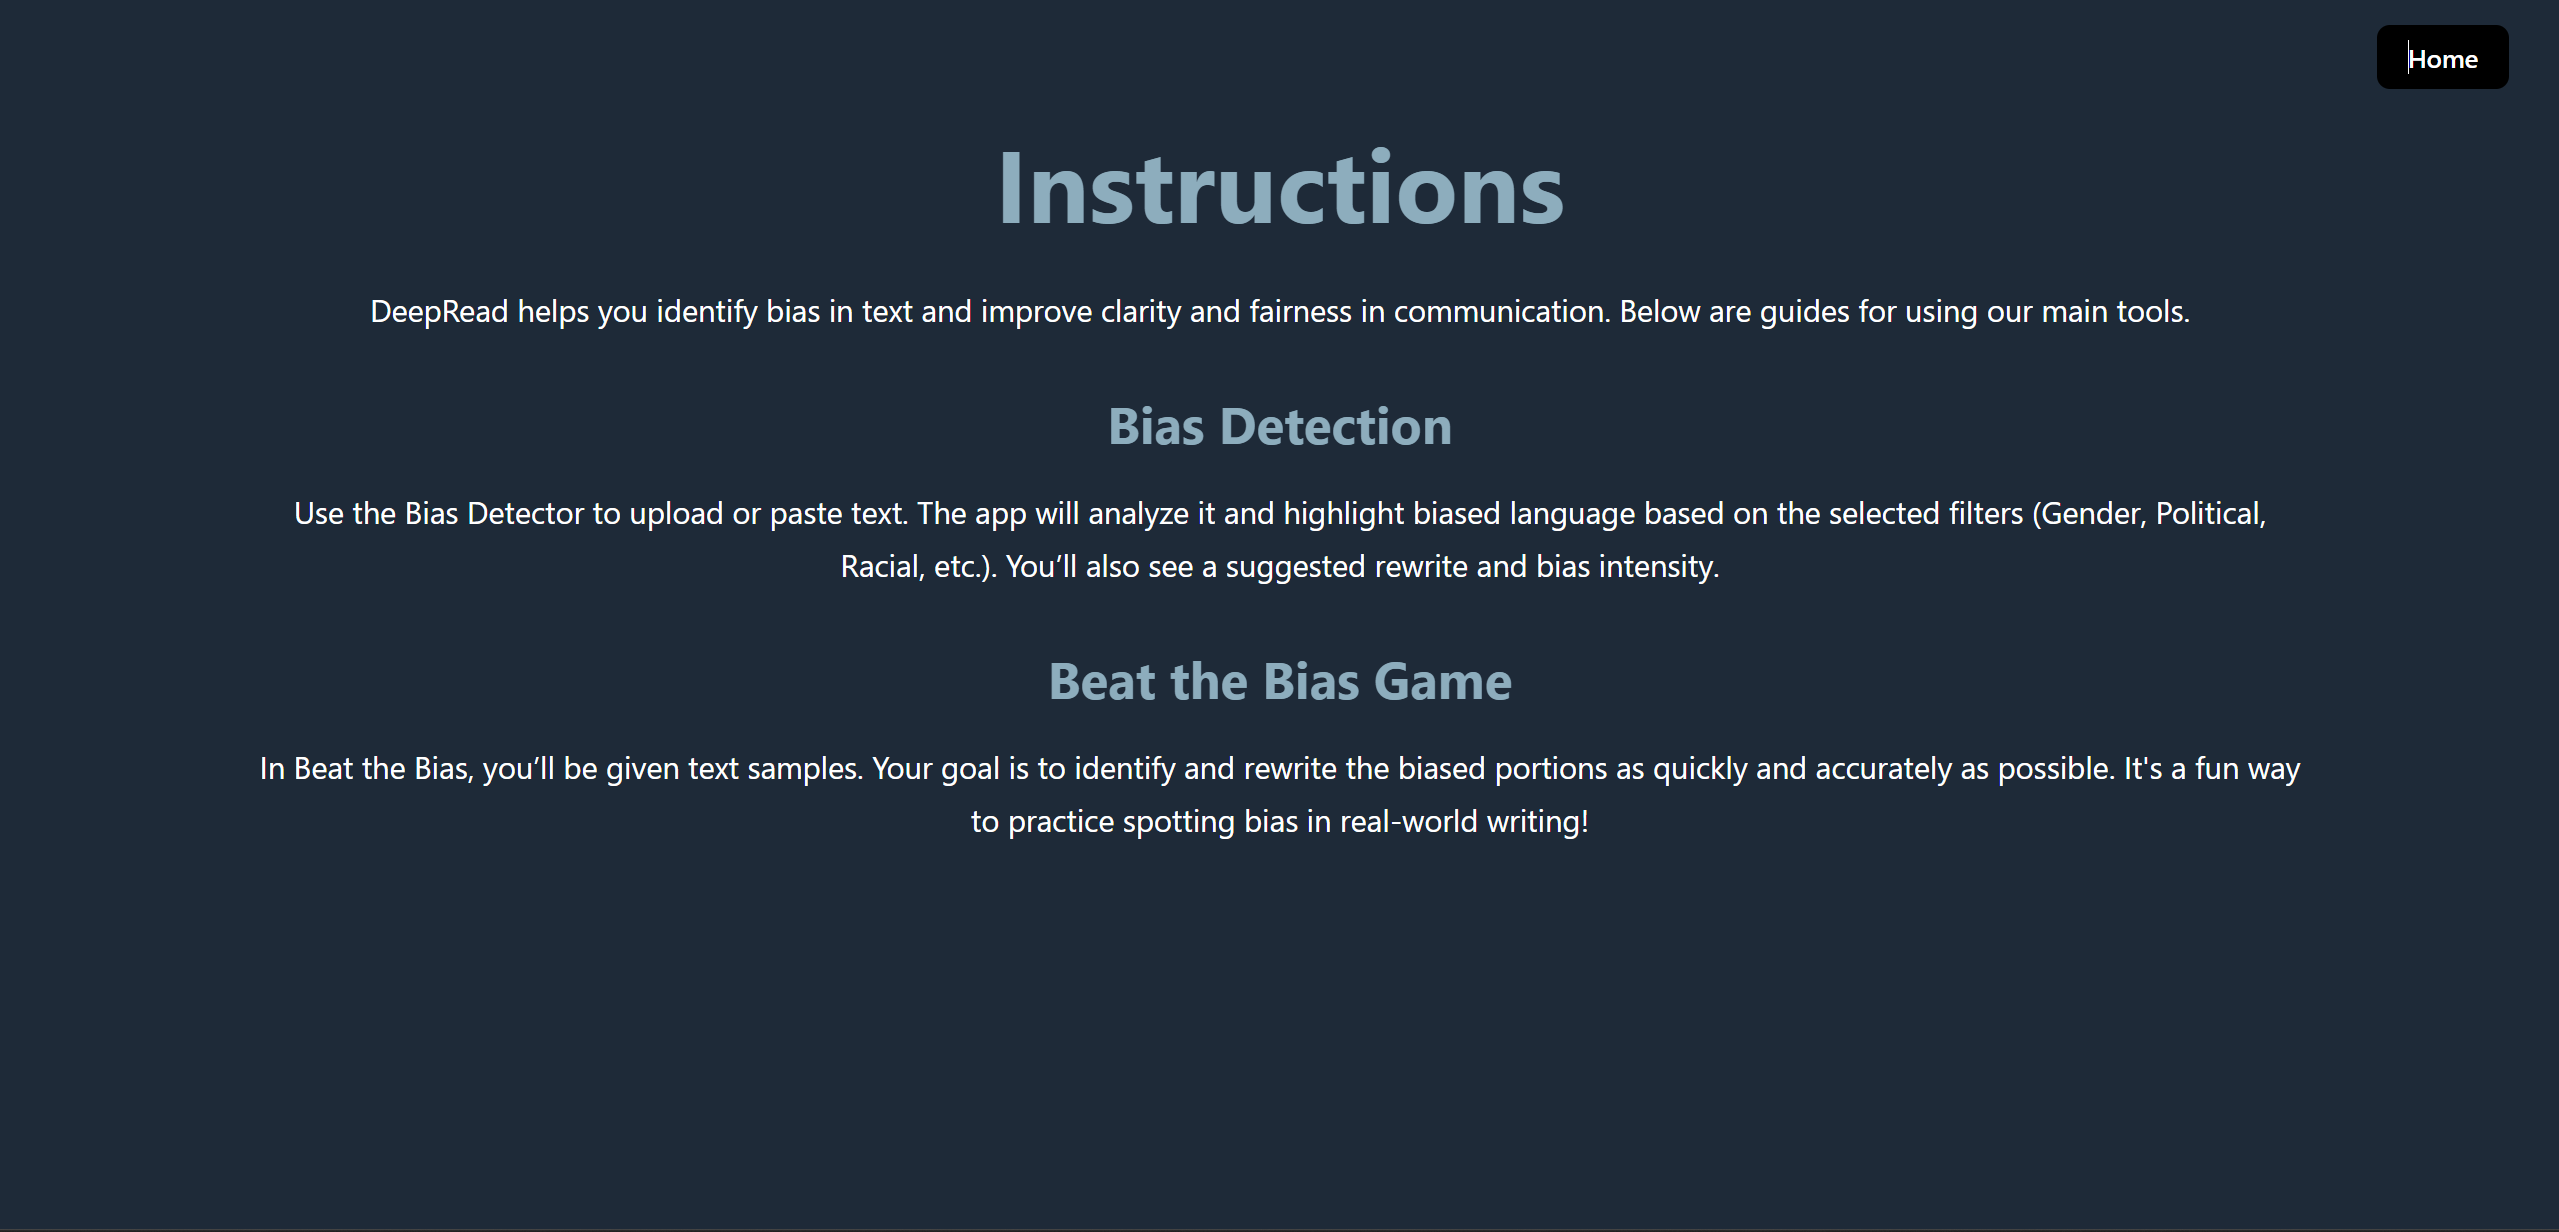 Home
Instructions
DeepRead helps you identify bias in text and improve clarity and fairness in communication. Below are guides for using our main tools.
Bias Detection
Use the Bias Detector to upload or paste text. The app will analyze it and highlight biased language based on the selected filters (Gender, Political,
Racial, etc.). You’ll also see a suggested rewrite and bias intensity.
Beat the Bias Game
In Beat the Bias, you’ll be given text samples. Your goal is to identify and rewrite the biased portions as quickly and accurately as possible. It's a fun way
to practice spotting bias in real-world writing!